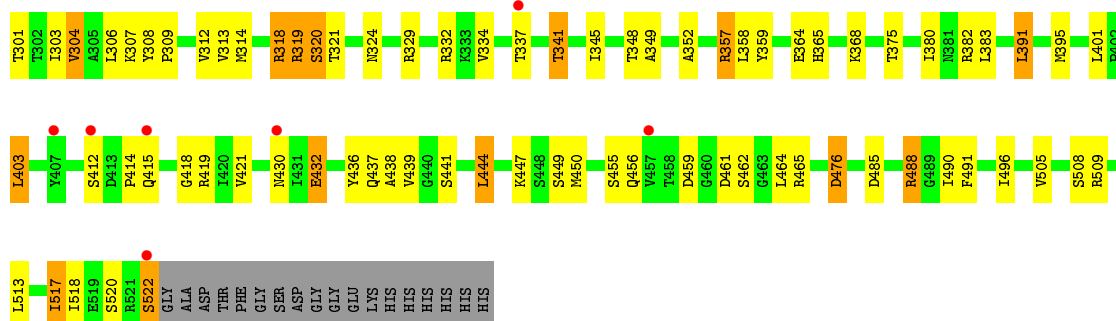 T301 T302 I303 V304 A305 L306 K307 Y308 P309 V312 V313 M314 R318 R319 S320 T321 N324 R329 R332 K333 V334 T337 T341 I345 T348 A349 A352 R357 L358 Y359 E364 H365 K368 T375 I380 N381 R382 L383 L391 M395 L401 P402
L403 Y407 S412 D413 P414 Q415 G418 R419 I420 V421 N430 I431 E432 Y436 Q437 A438 V439 G440 S441 L444 K447 S448 S449 M450 S455 Q456 V457 T458 D459 G460 D461 S462 G463 L464 R465 D476 D485 R488 G489 I490 F491 I496 V505 S508 R509
L513 I517 I518 E519 S520 R521 S522 GLY ALA ASP THR PHE GLY SER ASP GLY GLY GLU LYS HIS HIS HIS HIS HIS HIS